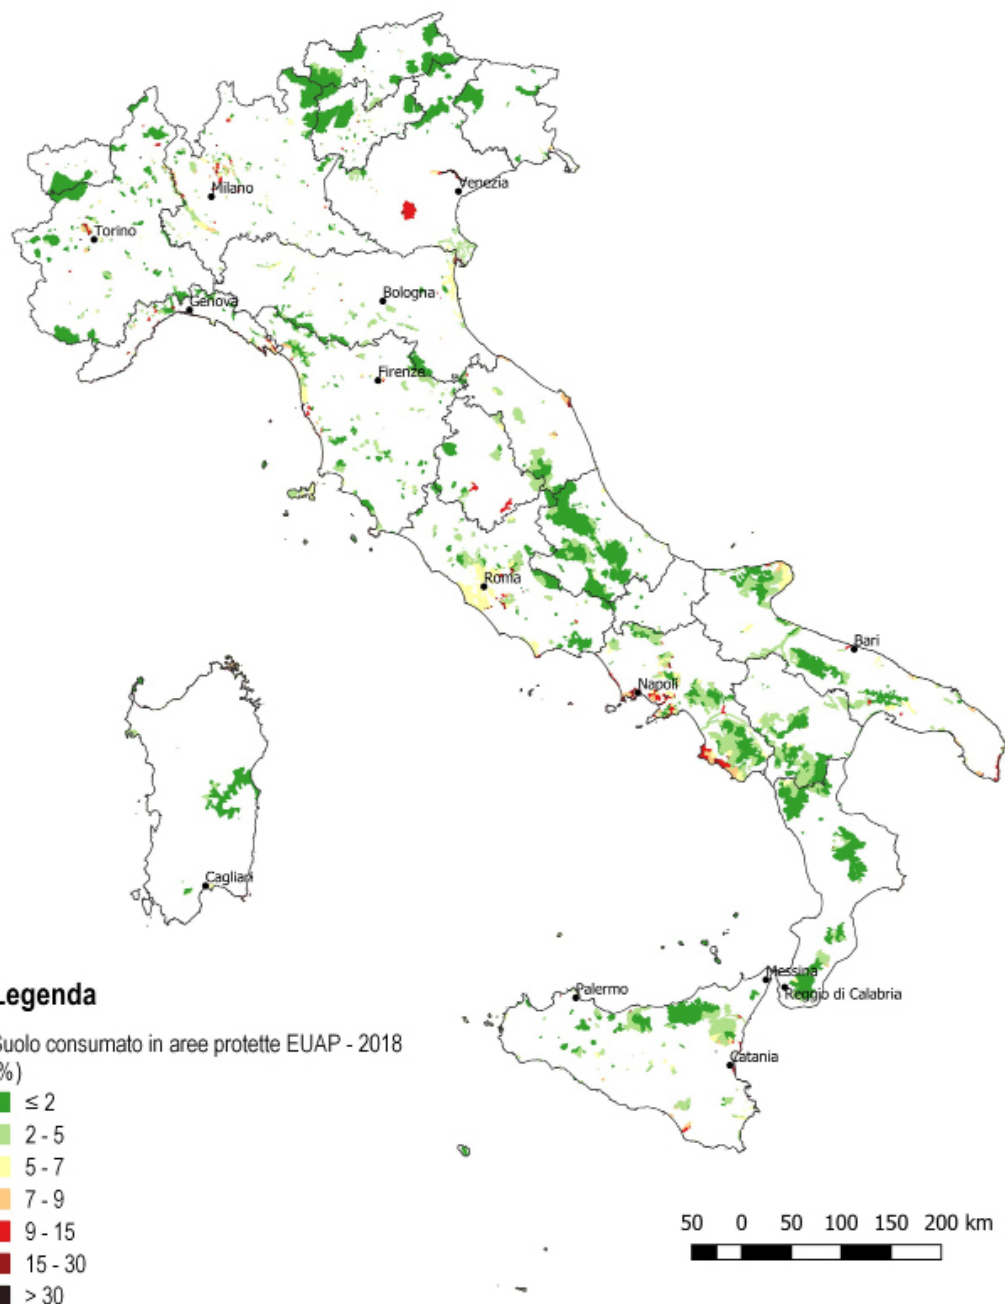 Milano
Venezia
Torino
Genova
Bologna
Firenze
Roma
Bari
Napoli
Cagliari
Messina
Reggio di Calabria
Palermo
Catania
Legenda
Suolo consumato in aree protette EUAP - 2018
%)
≤ 2
2 - 5
5 - 7
7 - 9
9 - 15
15 - 30
> 30
50 0 50 100 150 200 km